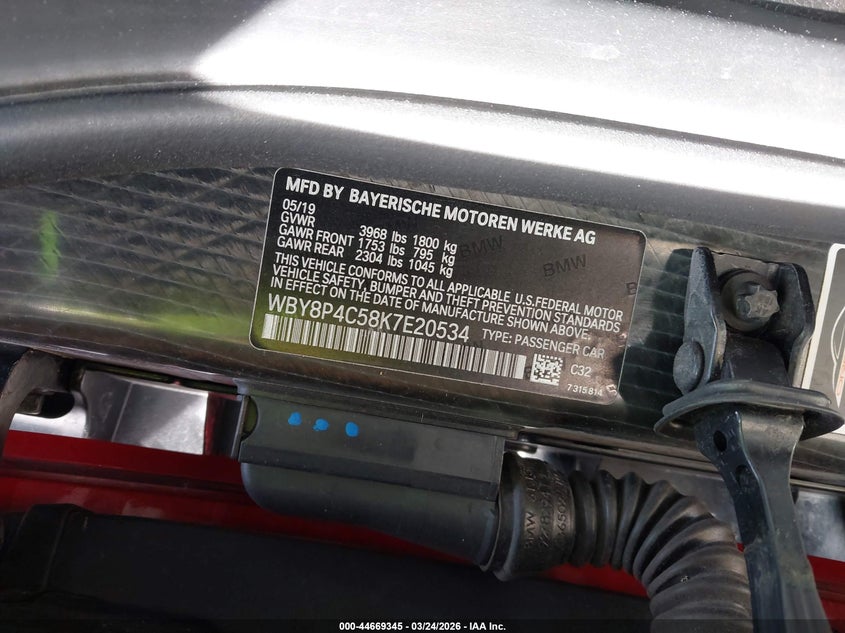 MFD BY BAYERISCHE MOTOREN WERKE AG
05/19
GVWR 3968 lbs 1800 kg
GAWR FRONT 1753 lbs 795 kg
GAWR REAR 2304 lbs 1045 kg
THIS VEHICLE CONFORMS TO ALL APPLICABLE U.S.FEDERAL MOTOR
VEHICLE SAFETY, BUMPER AND THEFT PREVENTION STANDARDS
IN EFFECT ON THE DATE OF MANUFACTURE SHOWN ABOVE.
WBY8P4C58K7E20534 TYPE: PASSENGER CAR
C32
7315814
BMW
BMW
BMW
000-44669345 - 03/24/2026 - IAA Inc.